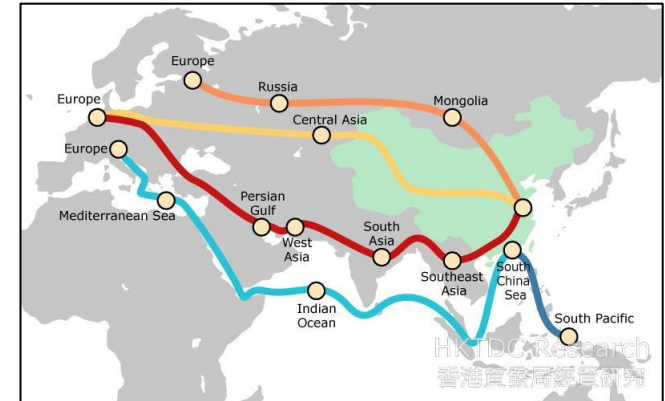 Europe
Russia
Mongolia
Europe
Central Asia
Europe
Mediterranean Sea
Persian
Gulf
West
Asia
South
Asia
Southeast
Asia
South
China
Sea
Indian
Ocean
South Pacific
HKTDC Research
香港貿發局經貿研究